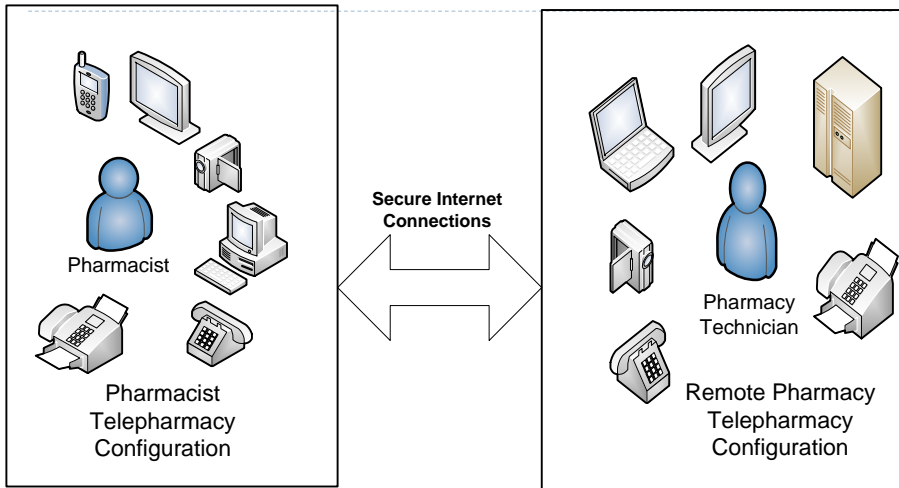 Pharmacist
Pharmacist
Telepharmacy
Configuration
Secure Internet
Connections
Pharmacy
Technician
Remote Pharmacy
Telepharmacy
Configuration